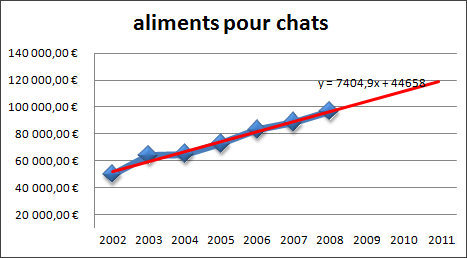 aliments pour chats
140 000,00 €
120 000,00 €
y = 7404,9x + 44658
100 000,00 €
80 000,00 €
60 000,00 €
40 000,00 €
20 000,00 €
2002 2003 2004 2005 2006 2007 2008 2009 2010 2011